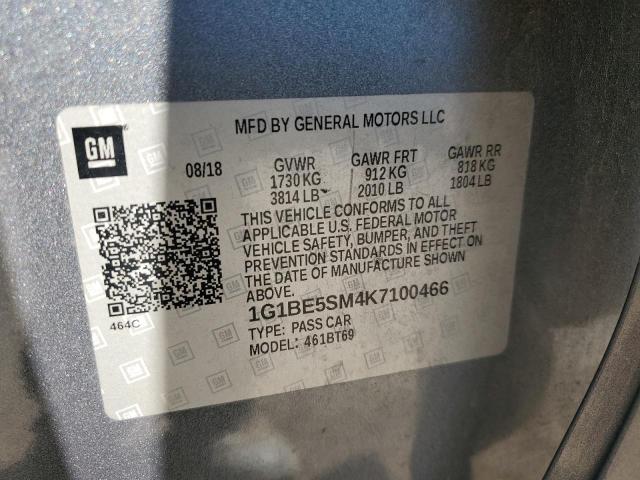 MFD BY GENERAL MOTORS LLC
GM
08/18
GVWR GAWR FRT GAWR RR
1730 KG 912 KG 818 KG
3814 LB 2010 LB 1804 LB
THIS VEHICLE CONFORMS TO ALL
APPLICABLE U.S. FEDERAL MOTOR
VEHICLE SAFETY, BUMPER, AND THEFT
PREVENTION STANDARDS IN EFFECT ON
THE DATE OF MANUFACTURE SHOWN
ABOVE.
464C
1G1BE5SM4K7100466
TYPE: PASS CAR
MODEL: 461BT69